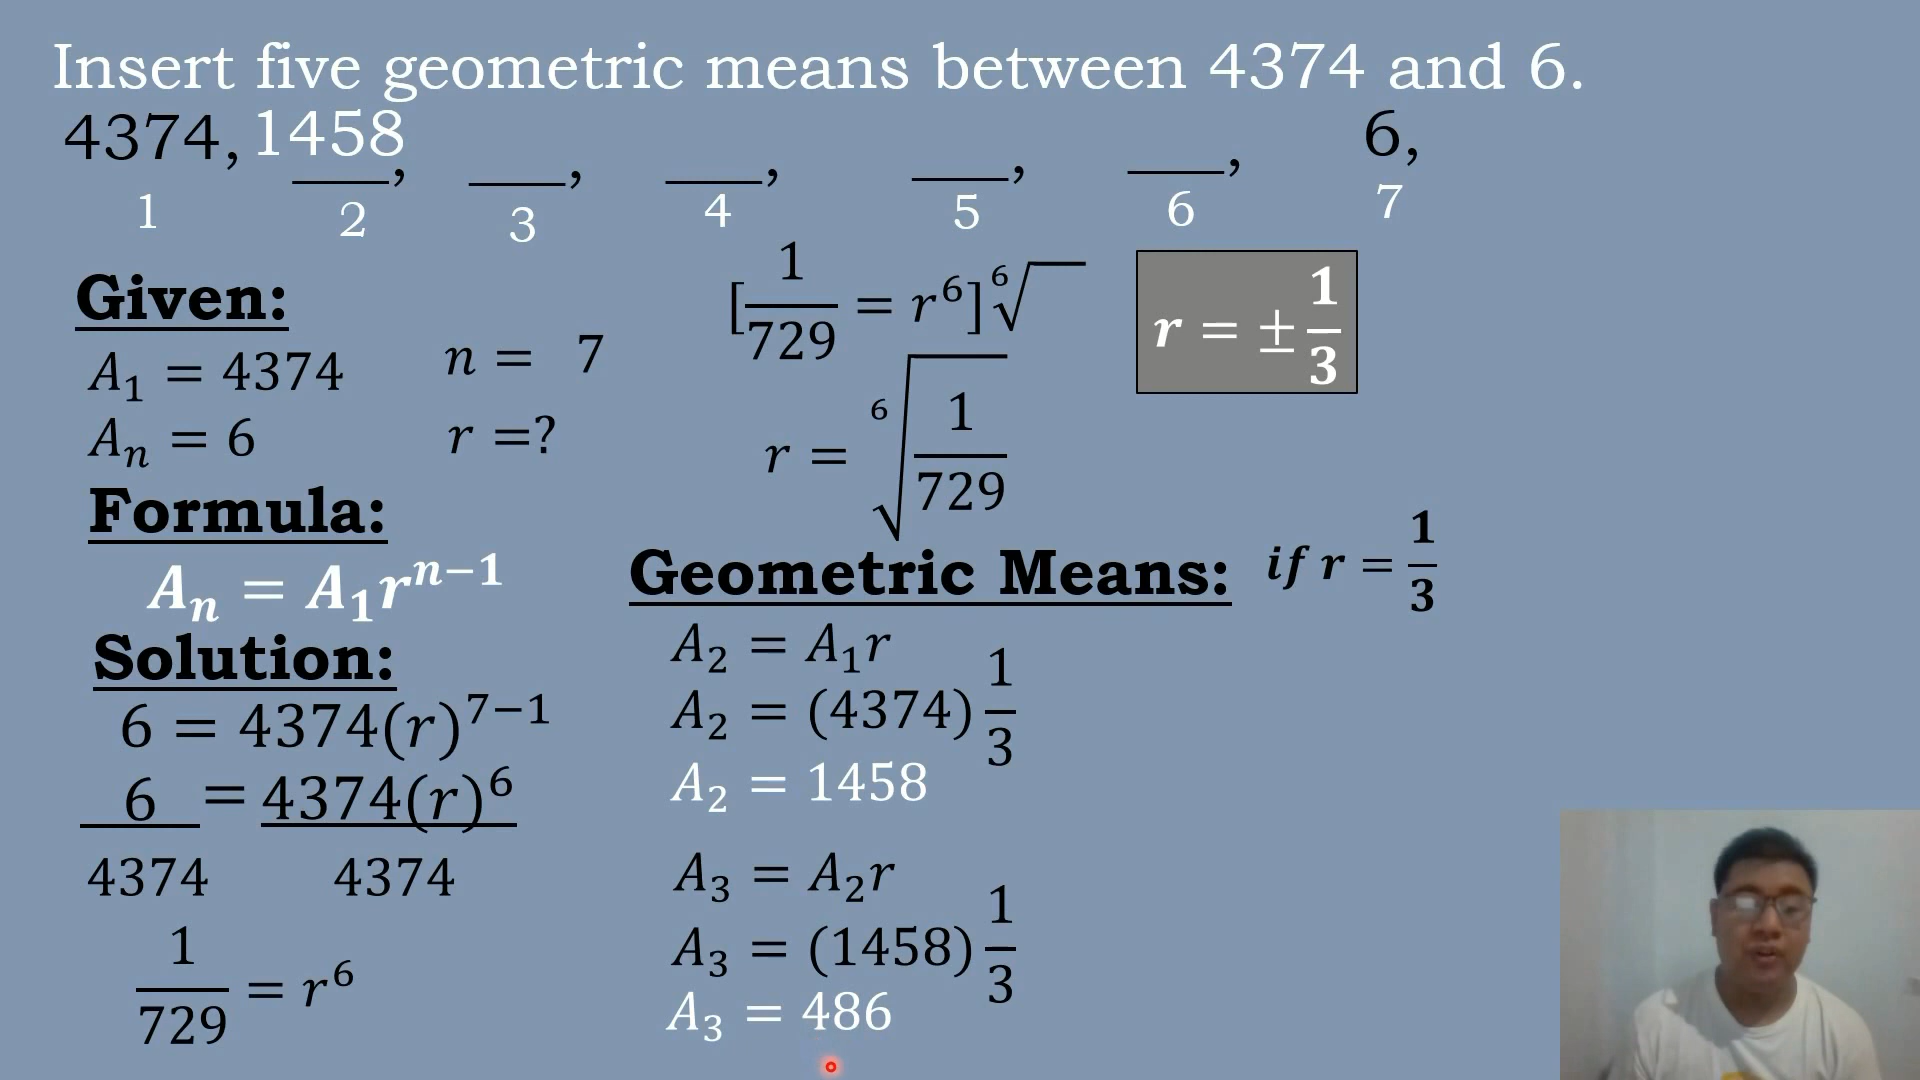 Insert five geometric means between 4374 and 6.
4374, 1458, ___, ___, ___, ___, 6,
1 2 3 4 5 6 7
Given:
A₁ = 4374
n = 7
Aₙ = 6
r =?
Formula:
Aₙ = A₁rⁿ⁻¹
Solution:
6 = 4374(r)⁷⁻¹
6 = 4374(r)⁶
4374 4374
1/729 = r⁶
[1/729 = r⁶] ⁶√
r = ⁶√(1/729)
r = ± 1/3
Geometric Means: if r = 1/3
A₂ = A₁r
A₂ = (4374) 1/3
A₂ = 1458
A₃ = A₂r
A₃ = (1458) 1/3
A₃ = 486